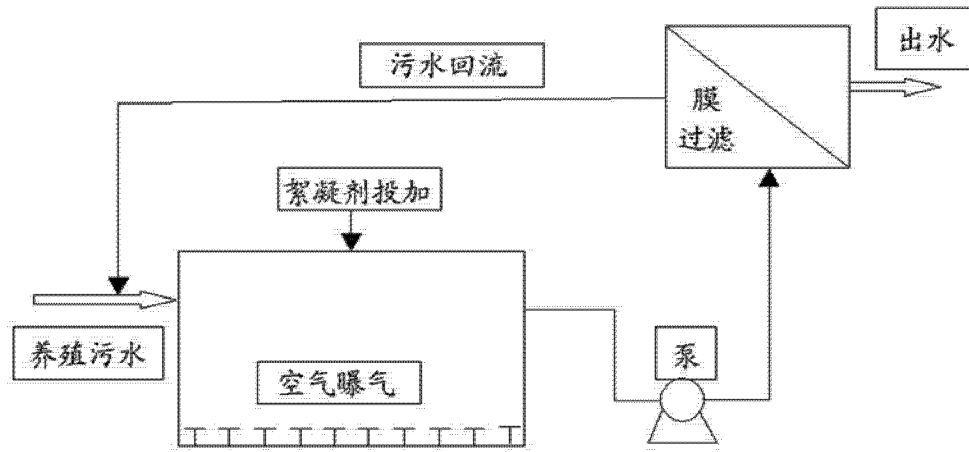 出水
污水回流
膜
过滤
絮凝剂投加
养殖污水
空气曝气
泵